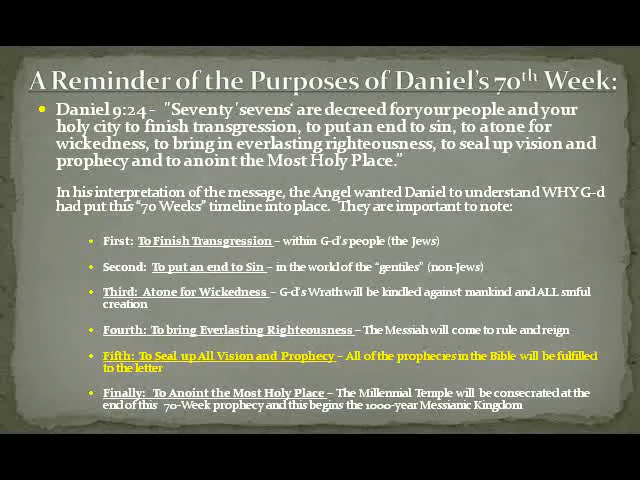 A Reminder of the Purposes of Daniel's 70th Week:
• Daniel 9:24 - "Seventy 'sevens' are decreed for your people and your
holy city to finish transgression, to put an end to sin, to atone for
wickedness, to bring in everlasting righteousness, to seal up vision and
prophecy and to anoint the Most Holy Place."
In his interpretation of the message, the Angel wanted Daniel to understand WHY G-d
had put this "70 Weeks" timeline into place. They are important to note:
• First: To Finish Transgression – within G-d's people (the Jews)
• Second: To put an end to Sin – in the world of the "gentiles" (non-Jews)
• Third: Atone for Wickedness – G-d's Wrath will be kindled against mankind and ALL sinful
creation
• Fourth: To bring Everlasting Righteousness – The Messiah will come to rule and reign
• Fifth: To Seal up All Vision and Prophecy – All of the prophecies in the Bible will be fulfilled
to the letter
• Finally: To Anoint the Most Holy Place – The Millennial Temple will be consecrated at the
end of this 70-Week prophecy and this begins the 1000-year Messianic Kingdom